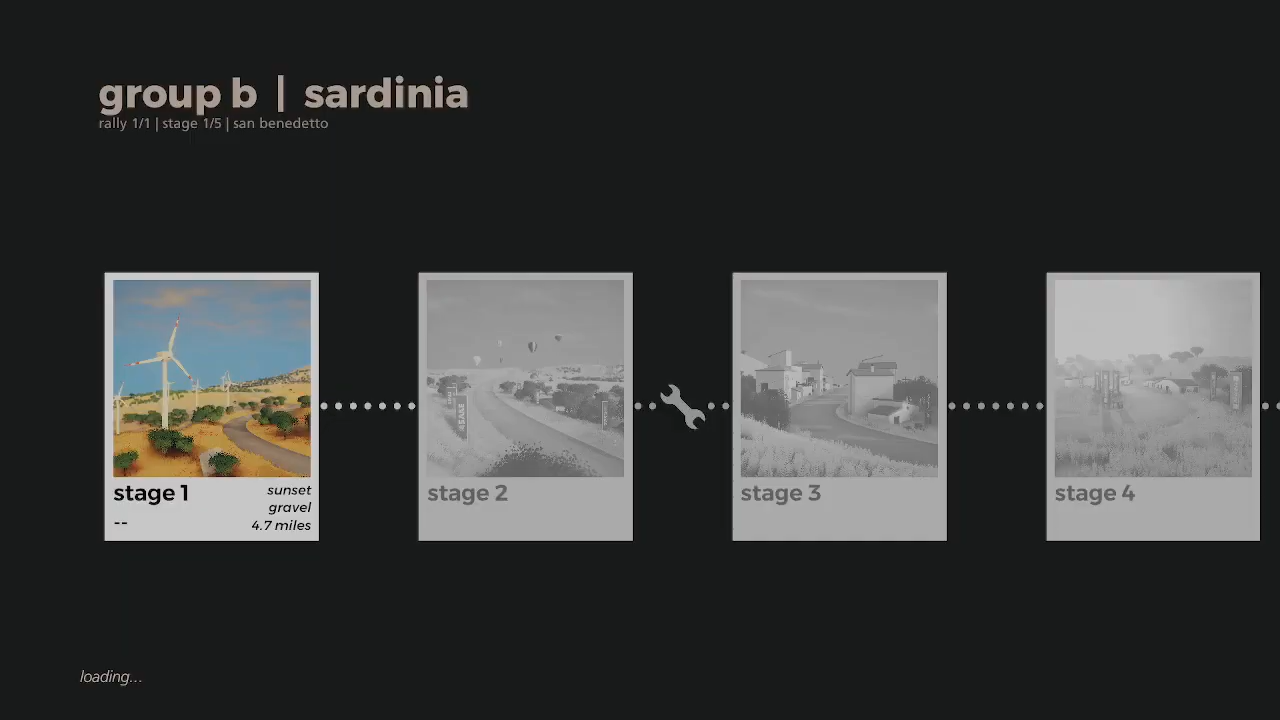 group b | sardinia
rally 1/1 | stage 1/5 | san benedetto
stage 1
--
sunset
gravel
4.7 miles
stage 2
stage 3
stage 4
loading...